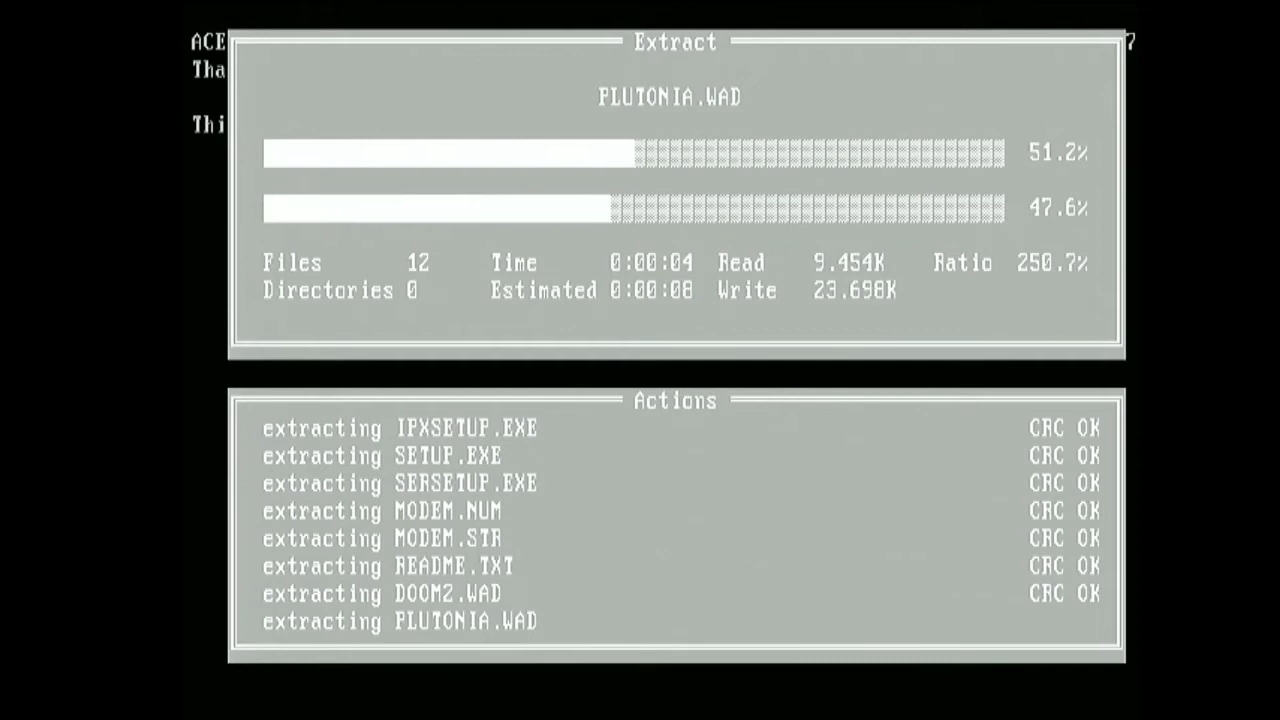 ACE
7
Tha
Thi
Extract
PLUTONIA.WAD
51.2%
47.6%
Files 12 Time 0:00:04 Read 9.454K Ratio 250.7%
Directories 0 Estimated 0:00:08 Write 23.698K
Actions
extracting IPXSETUP.EXE CRC OK
extracting SETUP.EXE CRC OK
extracting SERSETUP.EXE CRC OK
extracting MODEM.NUM CRC OK
extracting MODEM.STR CRC OK
extracting README.TXT CRC OK
extracting DOOM2.WAD CRC OK
extracting PLUTONIA.WAD